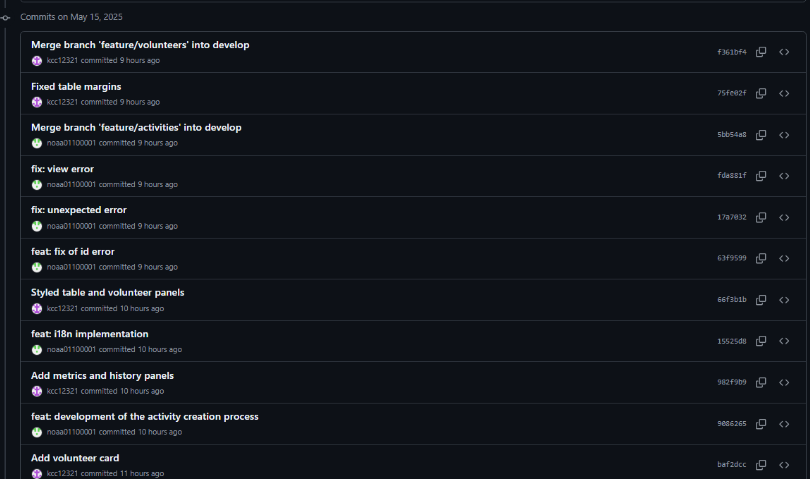 Commits on May 15, 2025
Merge branch 'feature/volunteers' into develop
f361bf4
kcc12321 committed 9 hours ago
Fixed table margins
75fe02f
kcc12321 committed 9 hours ago
Merge branch 'feature/activities' into develop
5bb54a8
noaa01100001 committed 9 hours ago
fix: view error
fda881f
noaa01100001 committed 9 hours ago
fix: unexpected error
17a7032
noaa01100001 committed 9 hours ago
feat: fix of id error
63f9599
noaa01100001 committed 9 hours ago
Styled table and volunteer panels
66f3b1b
kcc12321 committed 10 hours ago
feat: i18n implementation
15525d8
noaa01100001 committed 10 hours ago
Add metrics and history panels
982f9b9
kcc12321 committed 10 hours ago
feat: development of the activity creation process
9086265
noaa01100001 committed 10 hours ago
Add volunteer card
baf2dcc
kcc12321 committed 11 hours ago